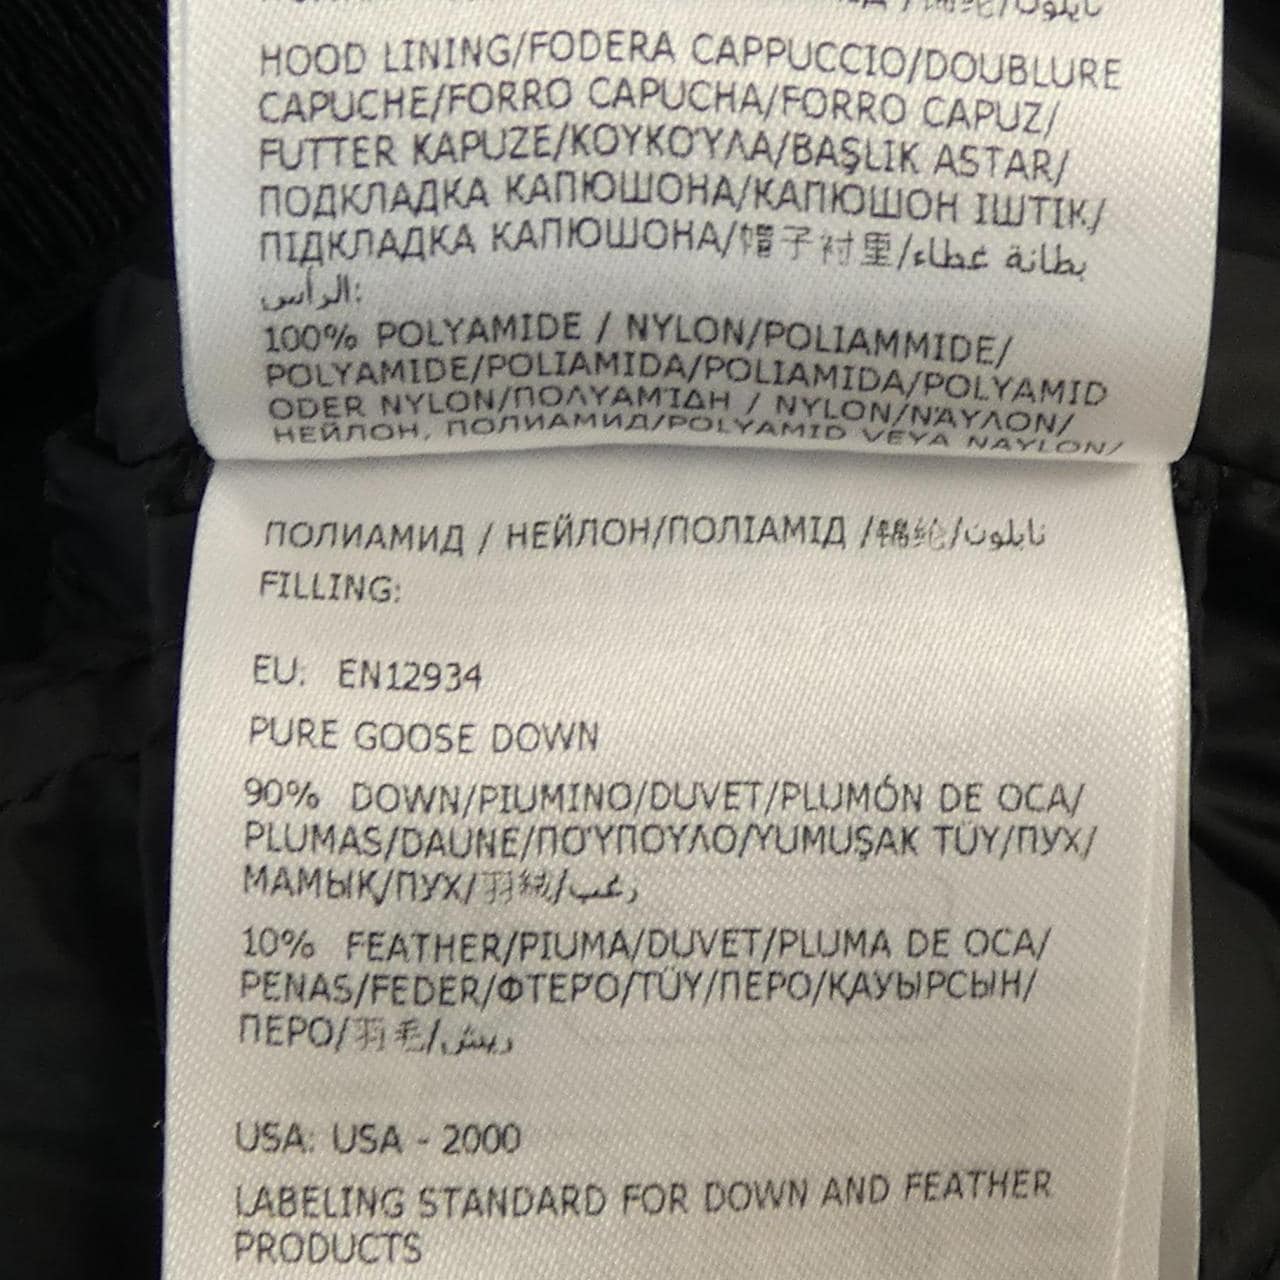 HOOD LINING/FODERA CAPPUCCIO/DOUBLURE
CAPUCHE/FORRO CAPUCHA/FORRO CAPUZ/
FUTTER KAPUZE/ΚΟΥΚΟΎΛΑ/BAŞLIK ASTAR/
ПОДКЛАДКА КАПЮШОНА/КАПЮШОН ІШТІК/
ПІДКЛАДКА КАПЮШОНА/帽子衬里/بطانة غطاء
الرأس:
100% POLYAMIDE / NYLON/POLIAMMIDE/
POLYAMIDE/POLIAMIDA/POLIAMIDA/POLYAMID
ODER NYLON/ΠΟΛΥΑΜΊΔΗ / NYLON/ΝΆΥΛΟΝ/
НЕЙЛОН, ПОЛИАМИД/POLYAMID VEYA NAYLON/
ПОЛИАМИД / НЕЙЛОН/ПОЛІАМІД /锦纶/نايلون
FILLING:
EU: EN12934
PURE GOOSE DOWN
90% DOWN/PIUMINO/DUVET/PLUMÓN DE OCA/
PLUMAS/DAUNE/ΠΟΎΠΟΥΛΟ/YUMUŞAK TÜY/ПУХ/
МАМЫҚ/ПУХ/羽绒/زغب
10% FEATHER/PIUMA/DUVET/PLUMA DE OCA/
PENAS/FEDER/ΦΤΕΡΌ/TÜY/ПЕРО/ҚАУЫРСЫН/
ПЕРО/羽毛/ريش
USA: USA - 2000
LABELING STANDARD FOR DOWN AND FEATHER
PRODUCTS